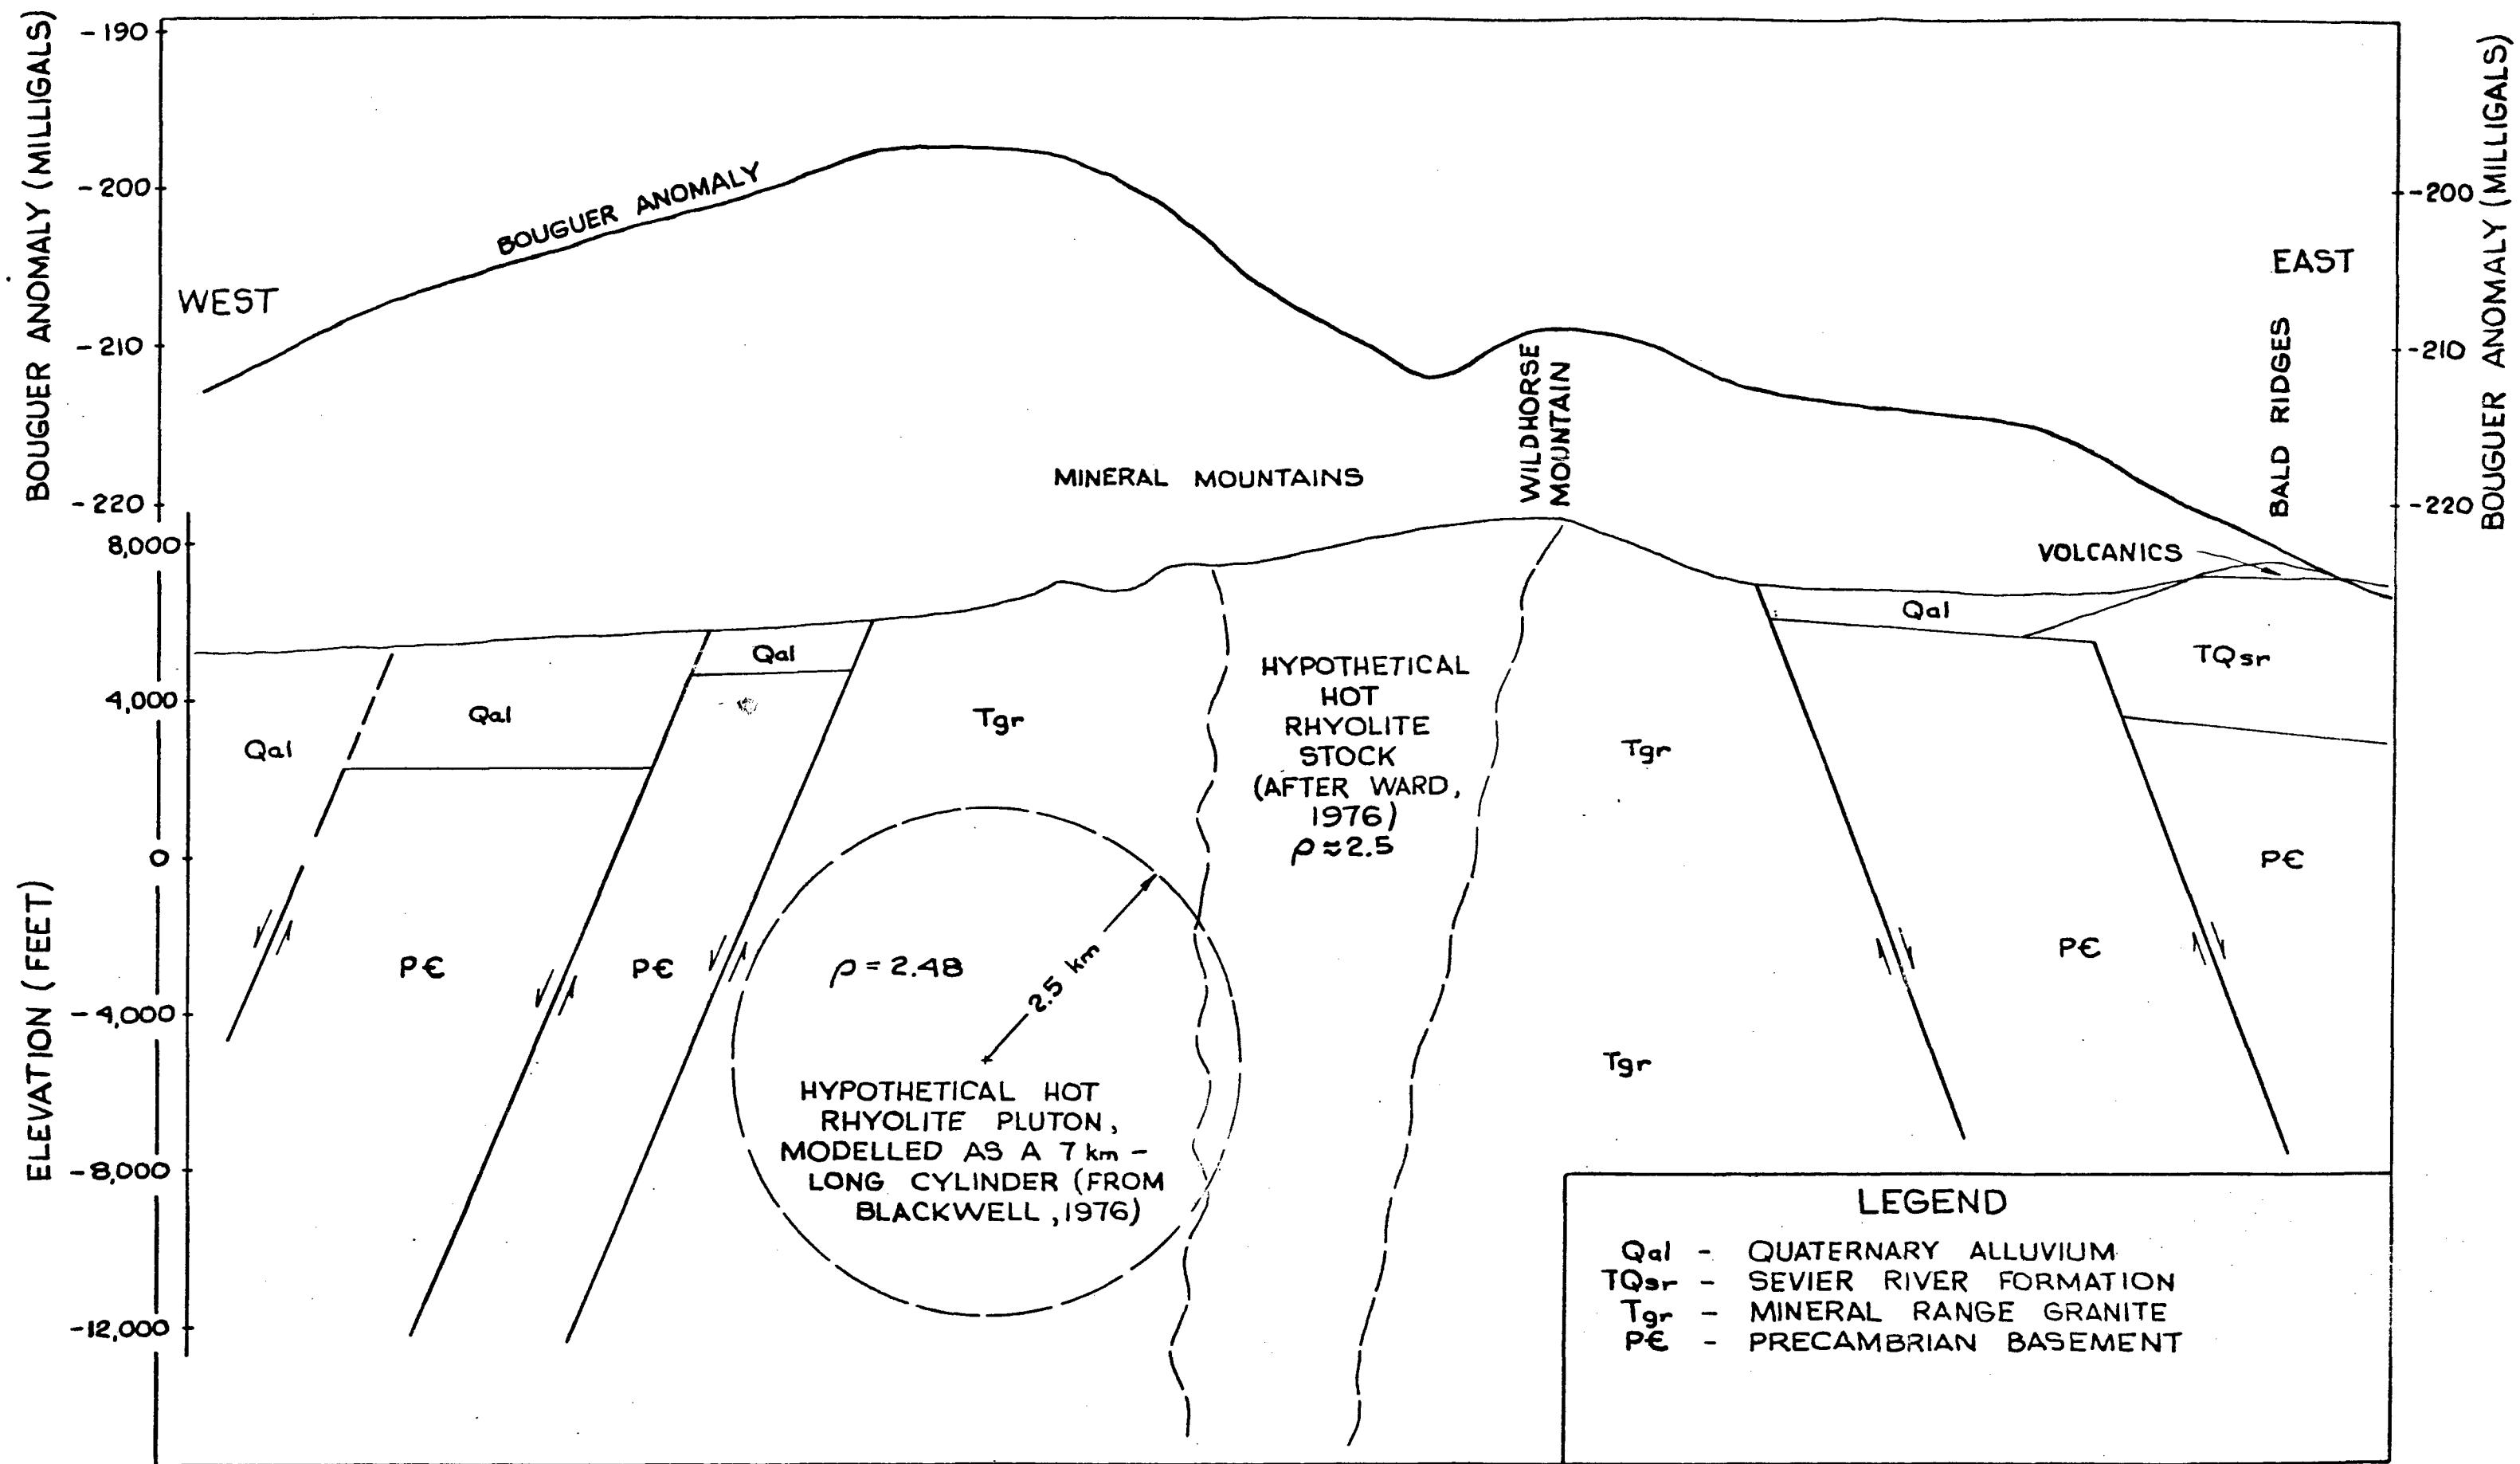 BOUGUER ANOMALY (MILLIGALS)
-190
-200
-210
-220
BOUGUER ANOMALY
WEST
EAST
-200
-210
-220
BOUGUER ANOMALY (MILLIGALS)
MINERAL MOUNTAINS
WILDHORSE
MOUNTAIN
BALD RIDGES
VOLCANICS
ELEVATION (FEET)
8,000
4,000
0
-4,000
-8,000
-12,000
Qal
Qal
Qal
Tgr
HYPOTHETICAL
HOT
RHYOLITE
STOCK
(AFTER WARD,
1976)
ρ≈2.5
Tgr
Qal
TQsr
PЄ
PЄ
PЄ
PЄ
ρ = 2.48
2.5 km
HYPOTHETICAL HOT
RHYOLITE PLUTON,
MODELLED AS A 7 km -
LONG CYLINDER (FROM
BLACKWELL, 1976)
Tgr
LEGEND
Qal - QUATERNARY ALLUVIUM
TQsr - SEVIER RIVER FORMATION
Tgr - MINERAL RANGE GRANITE
PЄ - PRECAMBRIAN BASEMENT